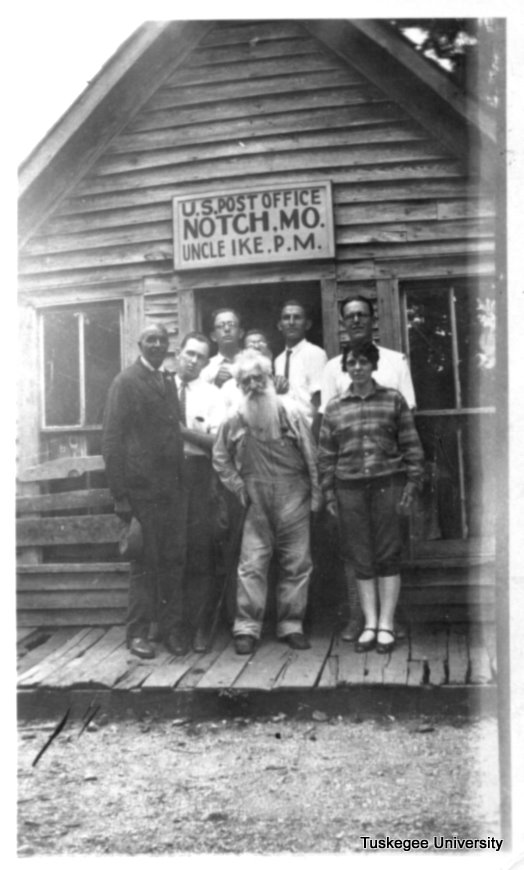 U.S. POST OFFICE
NOTCH, MO.
UNCLE IKE, P.M.
Tuskegee University